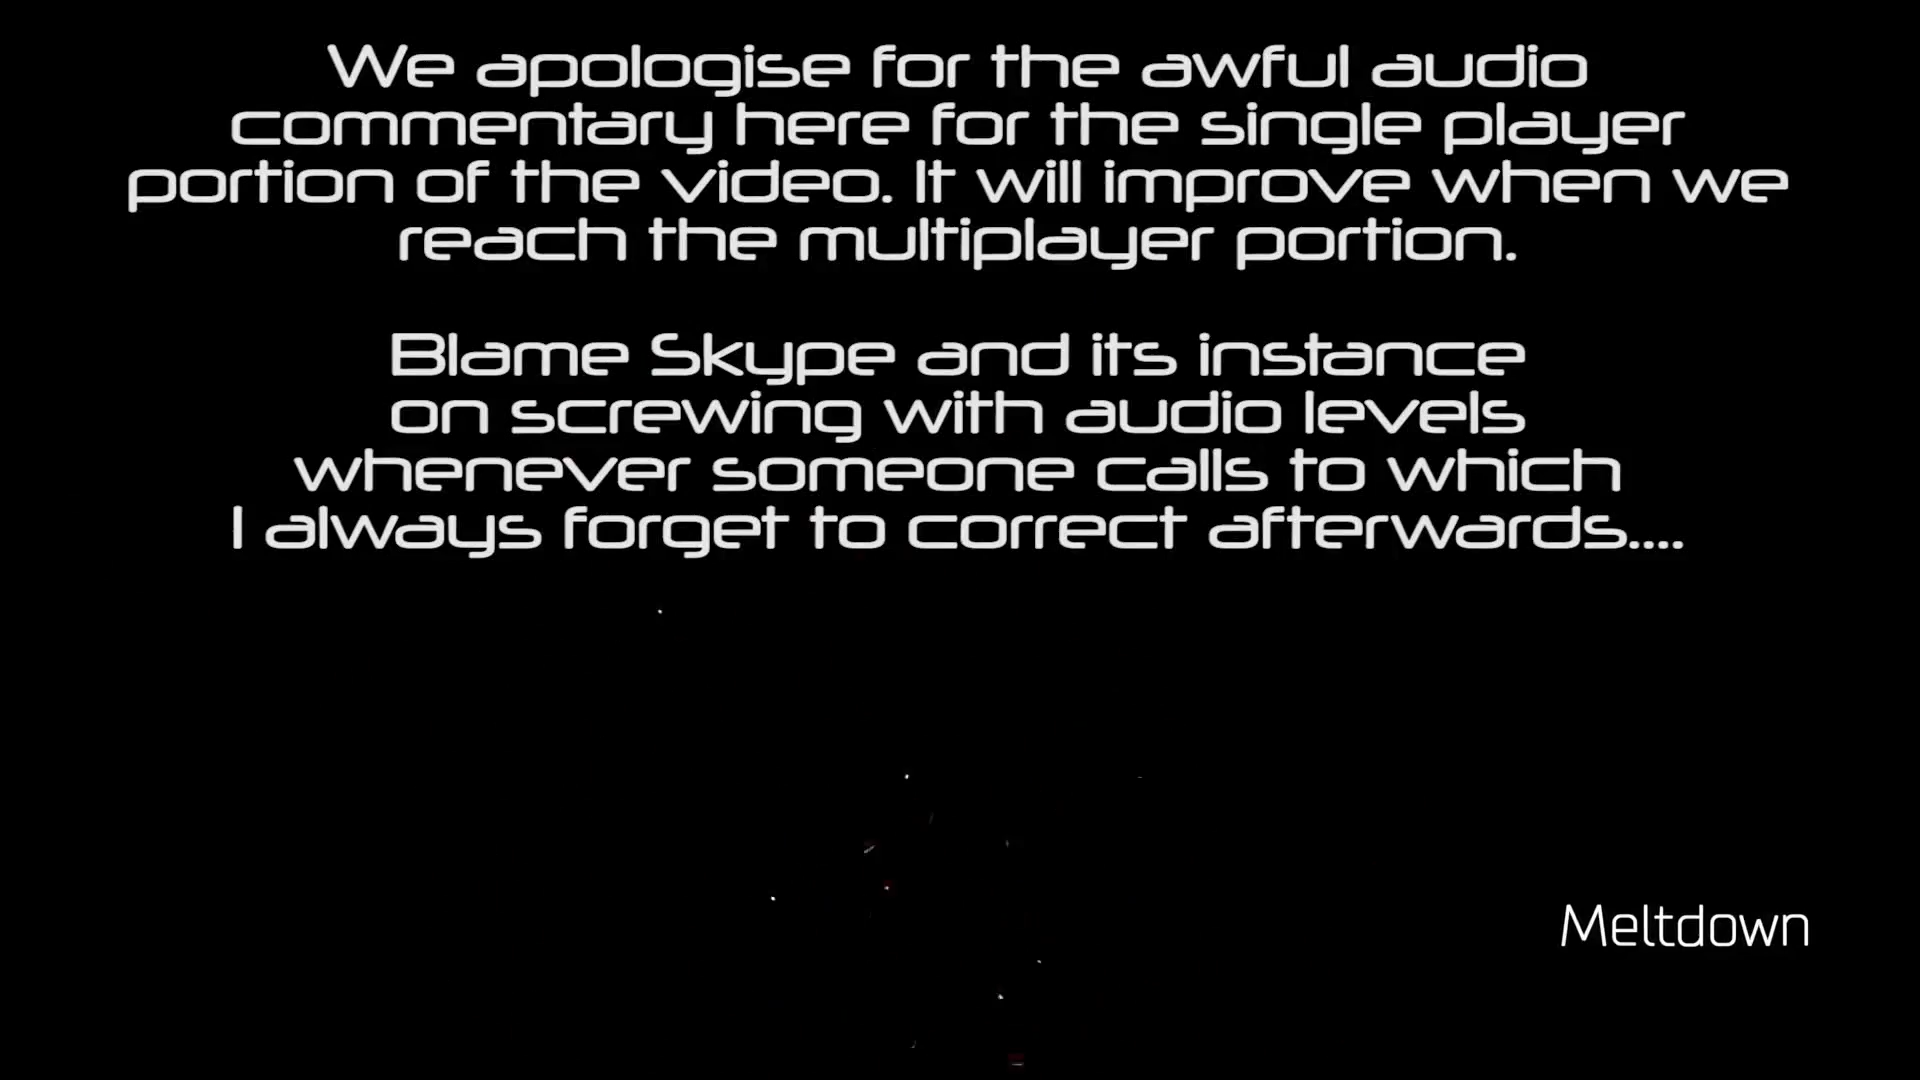 We apologise for the awful audio
commentary here for the single player
portion of the video. It will improve when we
reach the multiplayer portion.
Blame Skype and its instance
on screwing with audio levels
whenever someone calls to which
I always forget to correct afterwards....
Meltdown